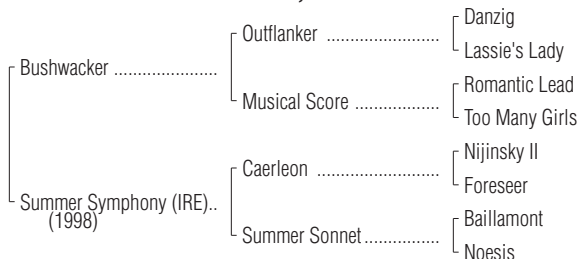 Danzig
Outflanker ......................
Lassie's Lady
Bushwacker ....................
Romantic Lead
Musical Score .................
Too Many Girls
Nijinsky II
Caerleon ........................
Foreseer
Summer Symphony (IRE)..
(1998)
Baillamont
Summer Sonnet ...............
Noesis